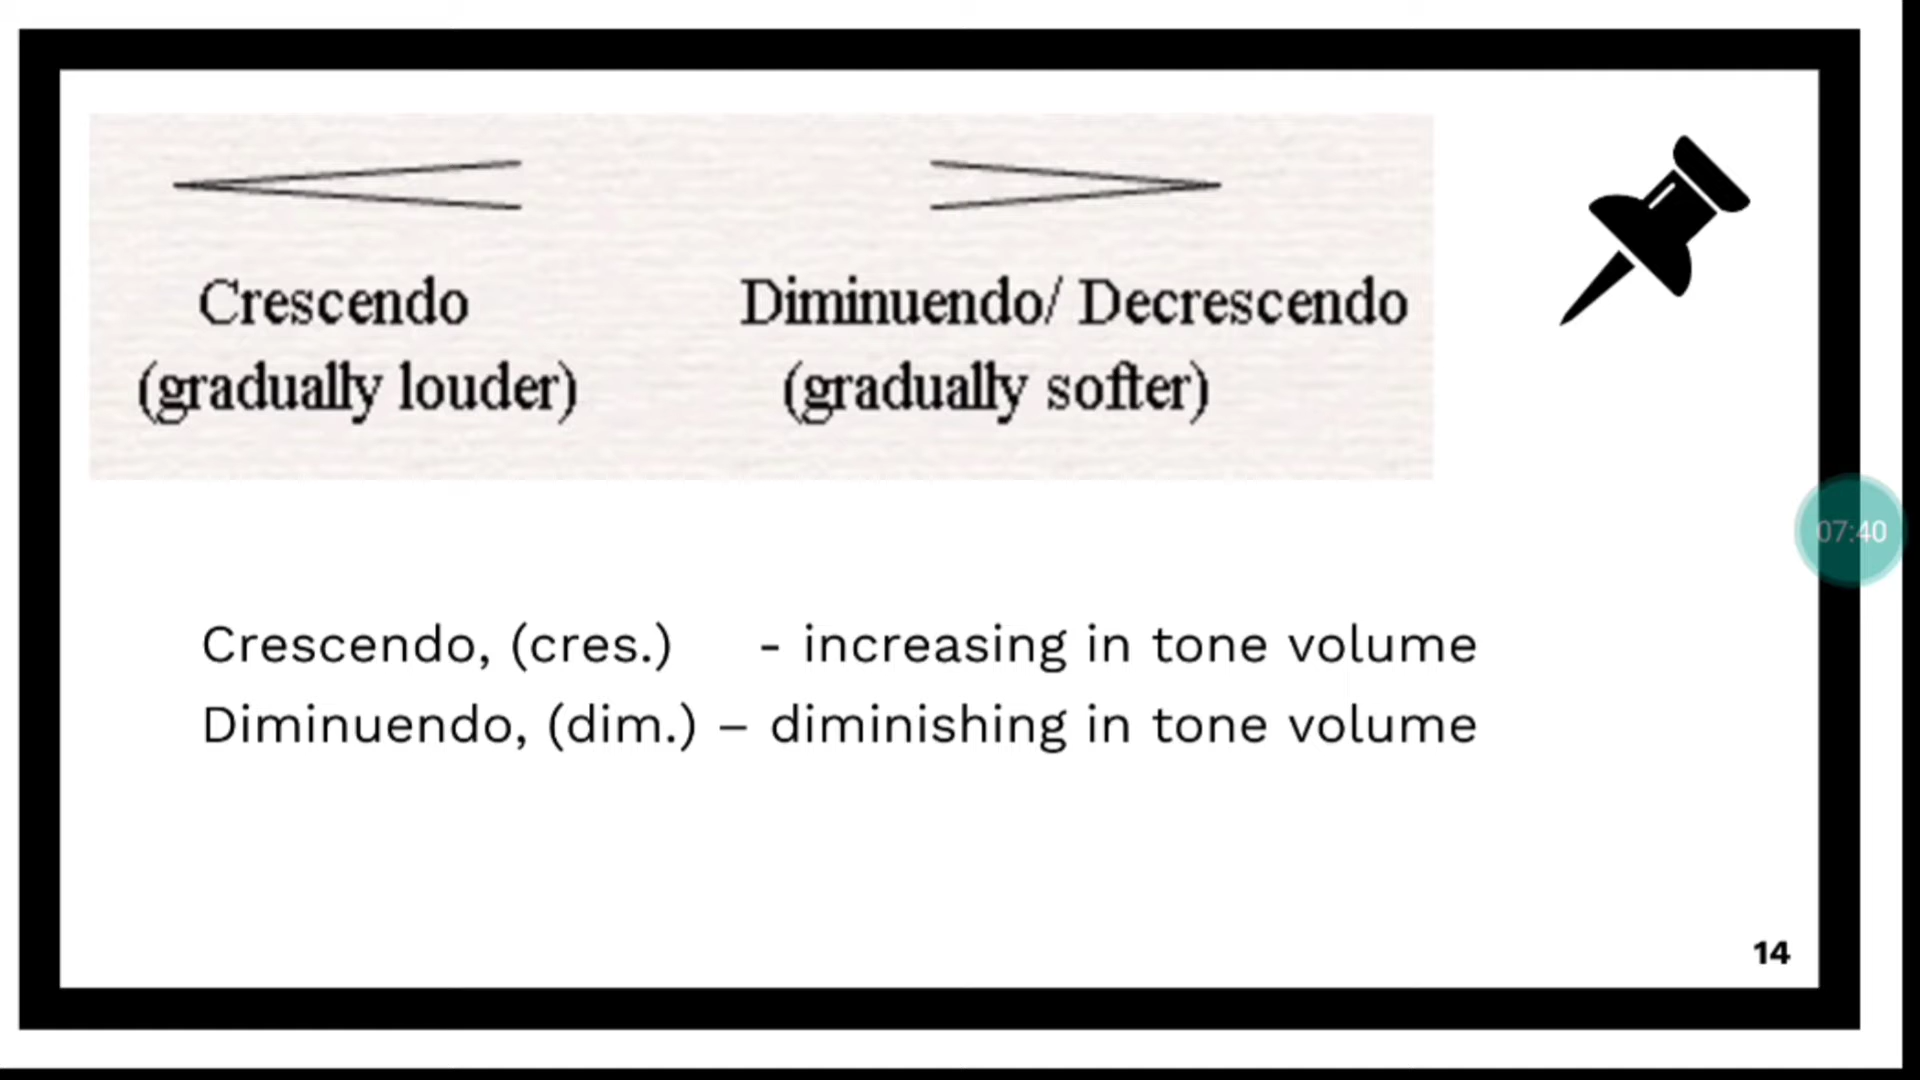 Crescendo
Diminuendo/ Decrescendo
(gradually louder)
(gradually softer)
07:40
Crescendo, (cres.) - increasing in tone volume
Diminuendo, (dim.) – diminishing in tone volume
14